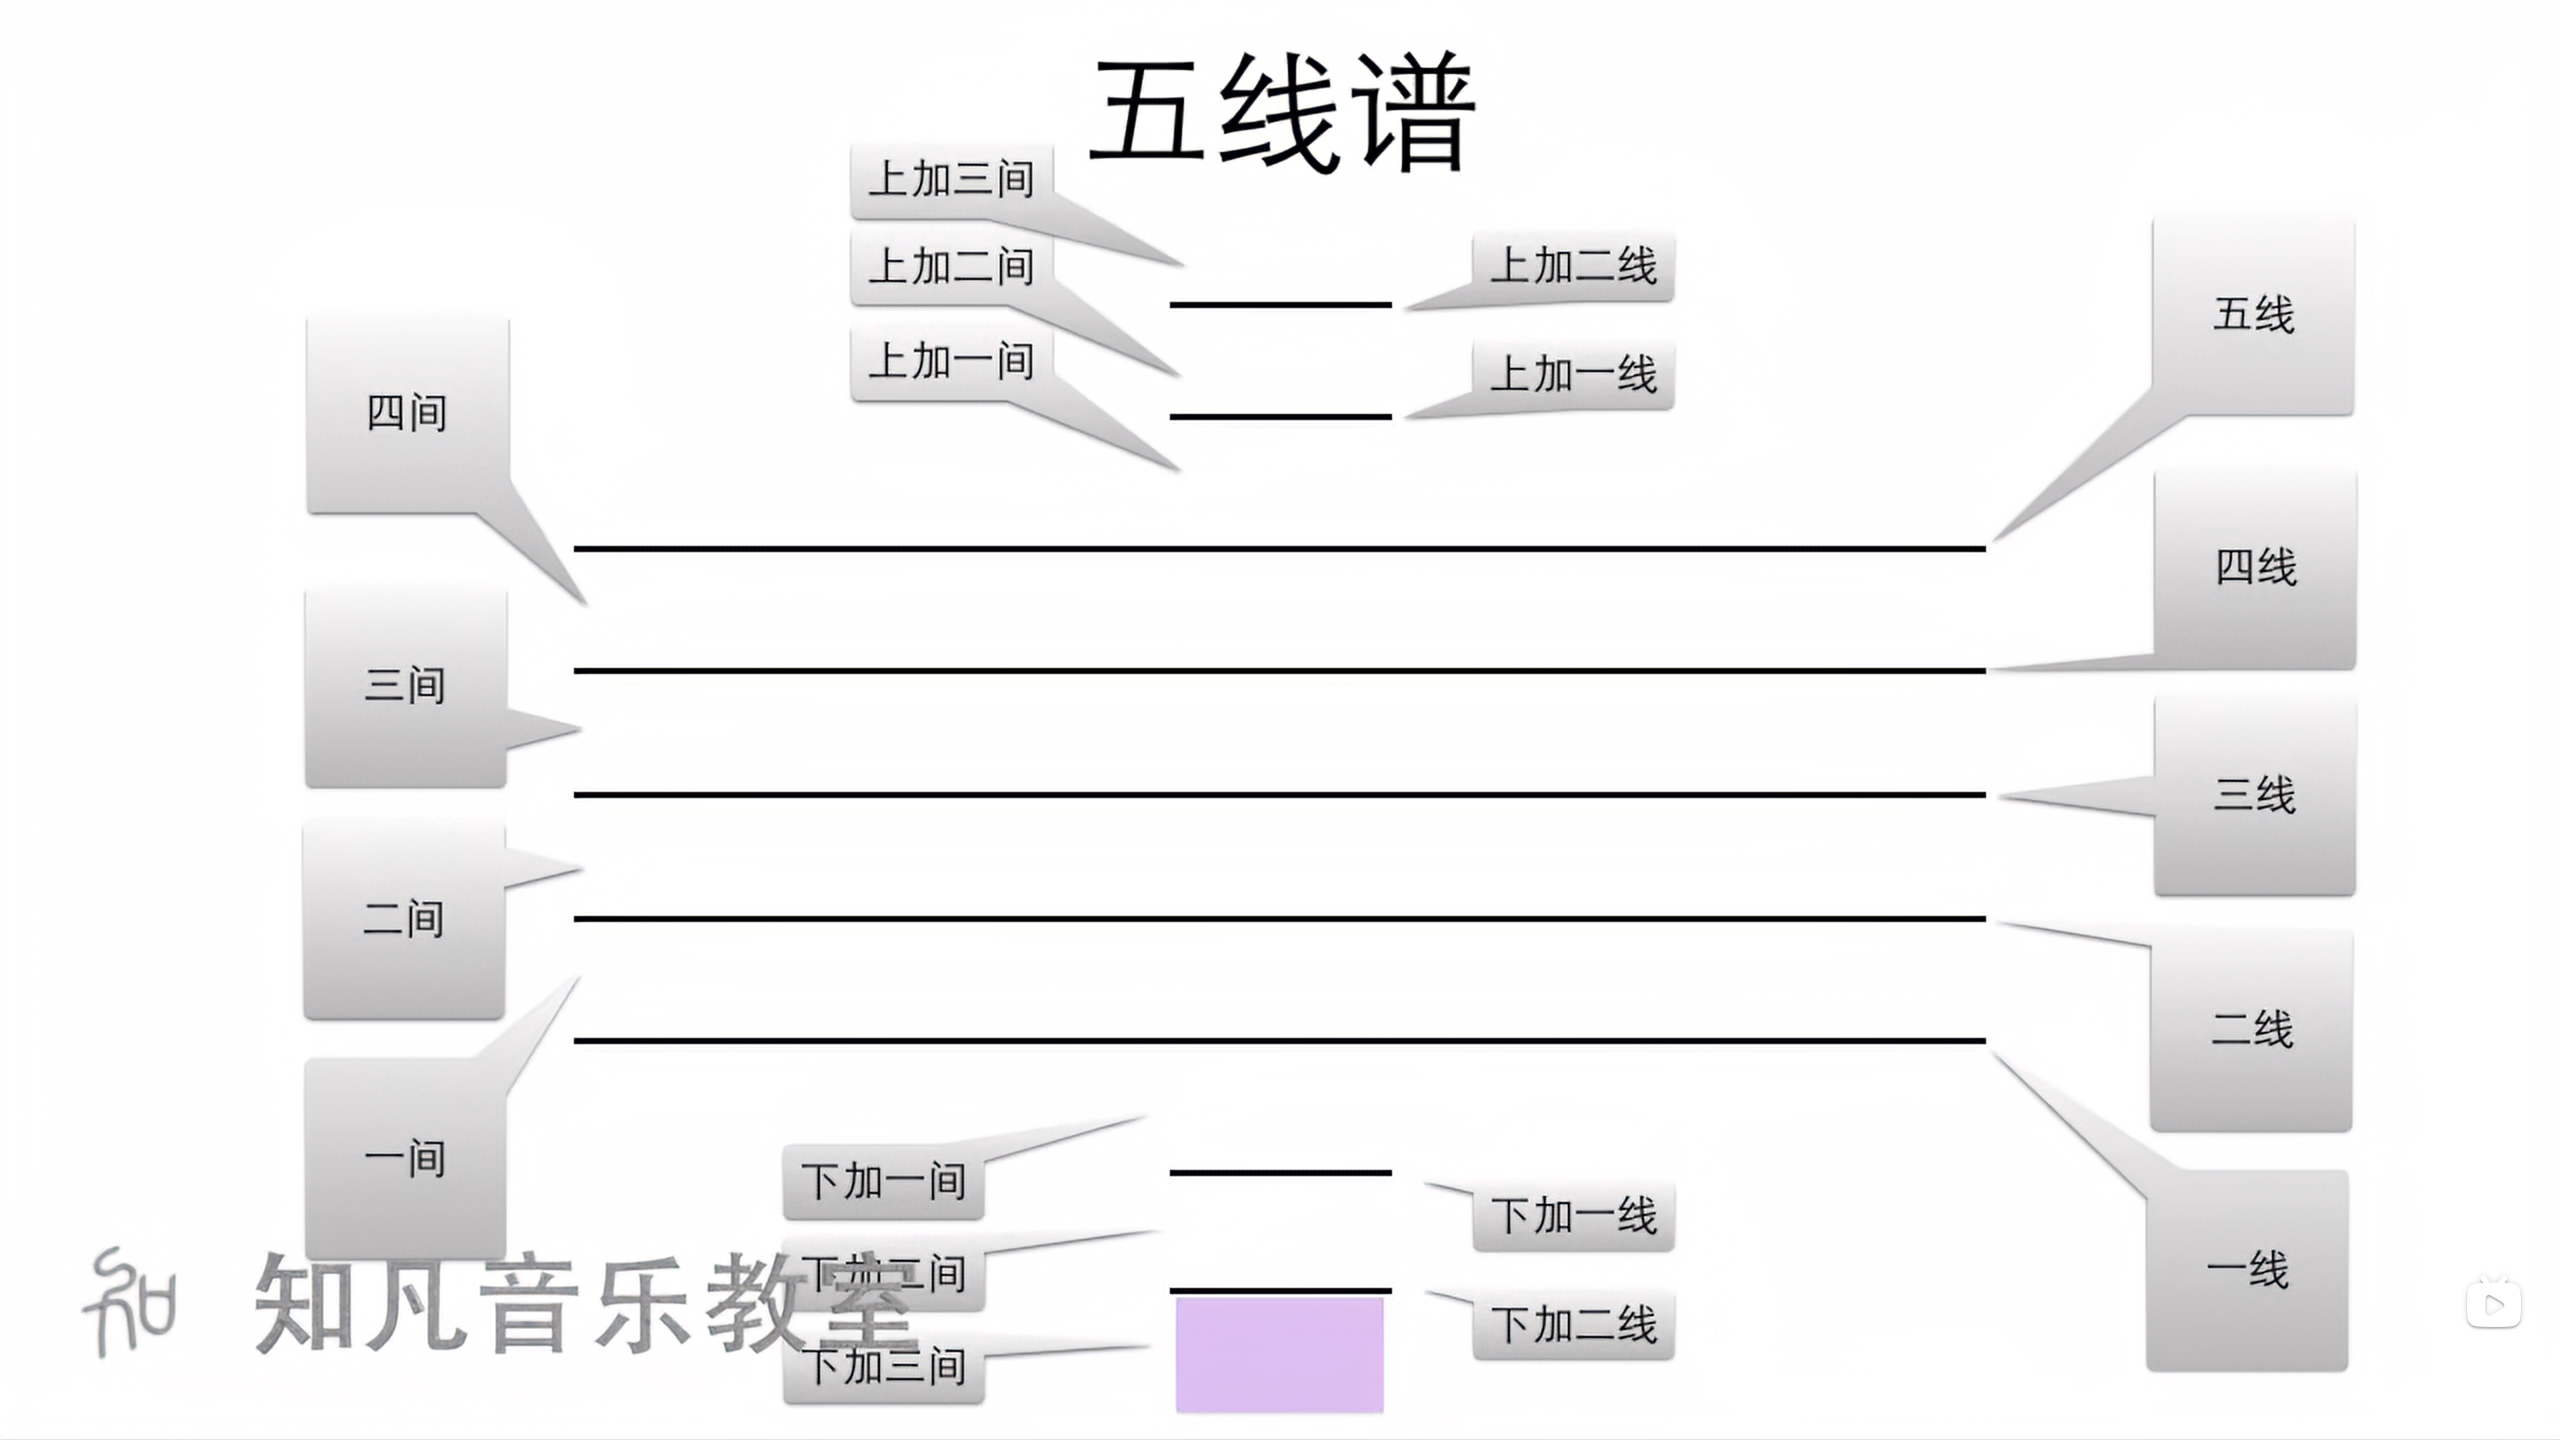 五线谱
上加三间
上加二间
上加一间
上加二线
上加一线
四间
三间
二间
一间
五线
四线
三线
二线
一线
下加一间
下加二间
下加三间
下加一线
下加二线
知凡音乐教室